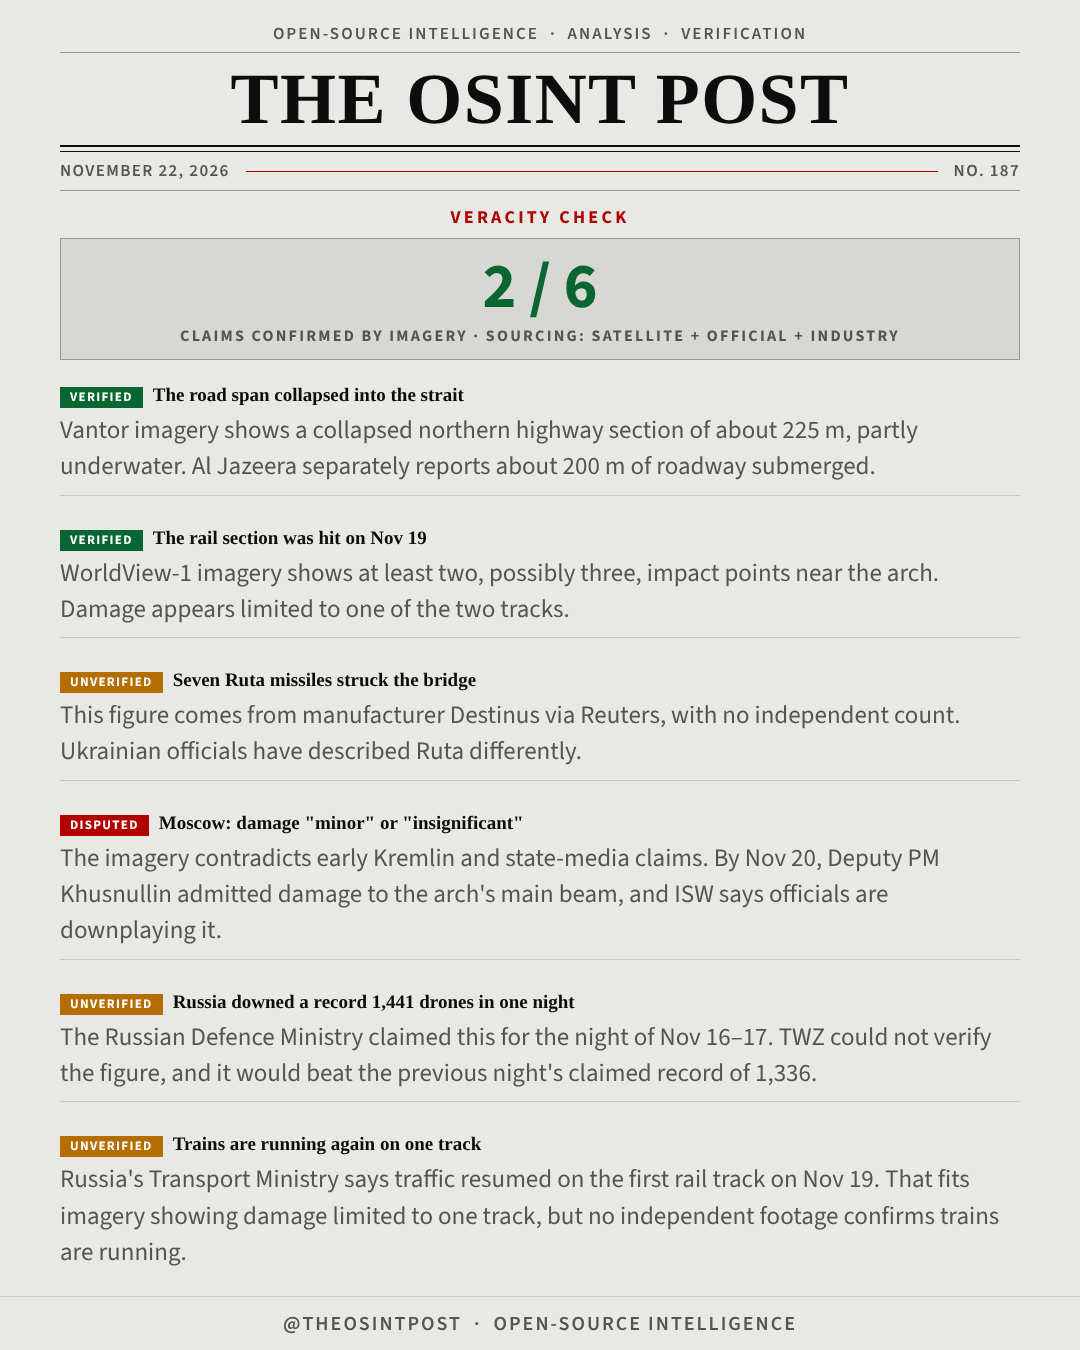 OPEN-SOURCE INTELLIGENCE · ANALYSIS · VERIFICATION
THE OSINT POST
NOVEMBER 22, 2026
NO. 187
VERACITY CHECK
2 / 6
CLAIMS CONFIRMED BY IMAGERY · SOURCING: SATELLITE + OFFICIAL + INDUSTRY
VERIFIED The road span collapsed into the strait
Vantor imagery shows a collapsed northern highway section of about 225 m, partly
underwater. Al Jazeera separately reports about 200 m of roadway submerged.
VERIFIED The rail section was hit on Nov 19
WorldView-1 imagery shows at least two, possibly three, impact points near the arch.
Damage appears limited to one of the two tracks.
UNVERIFIED Seven Ruta missiles struck the bridge
This figure comes from manufacturer Destinus via Reuters, with no independent count.
Ukrainian officials have described Ruta differently.
DISPUTED Moscow: damage "minor" or "insignificant"
The imagery contradicts early Kremlin and state-media claims. By Nov 20, Deputy PM
Khusnullin admitted damage to the arch's main beam, and ISW says officials are
downplaying it.
UNVERIFIED Russia downed a record 1,441 drones in one night
The Russian Defence Ministry claimed this for the night of Nov 16–17. TWZ could not verify
the figure, and it would beat the previous night's claimed record of 1,336.
UNVERIFIED Trains are running again on one track
Russia's Transport Ministry says traffic resumed on the first rail track on Nov 19. That fits
imagery showing damage limited to one track, but no independent footage confirms trains
are running.
@THEOSINTPOST · OPEN-SOURCE INTELLIGENCE